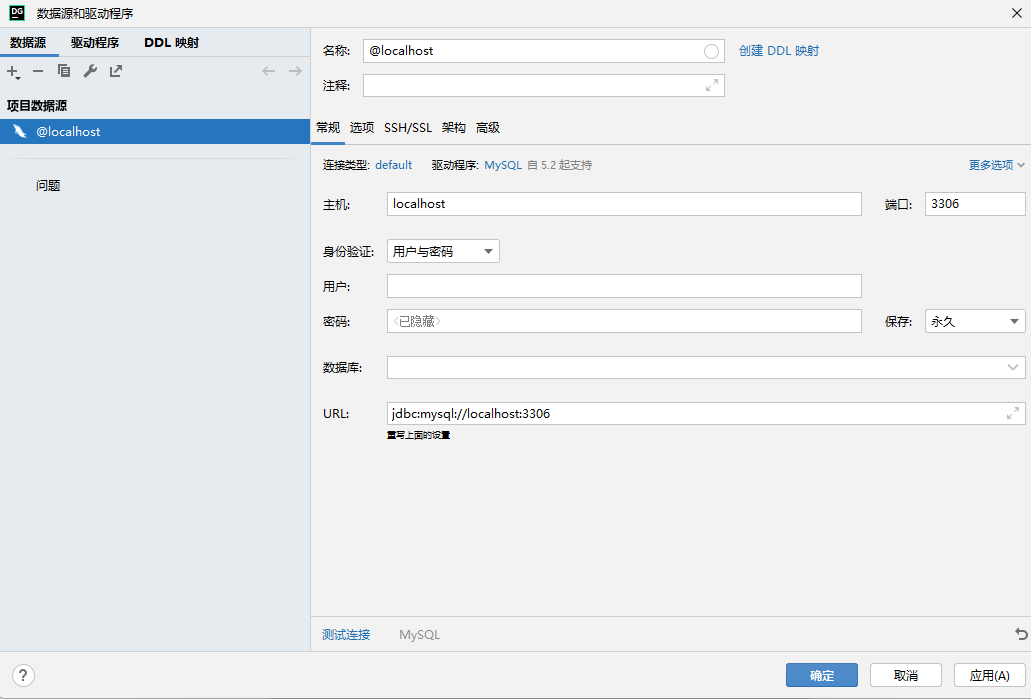 DG 数据源和驱动程序
数据源 驱动程序 DDL 映射
项目数据源
@localhost
问题
名称: @localhost 创建 DDL 映射
注释:
常规 选项 SSH/SSL 架构 高级
连接类型: default 驱动程序: MySQL 自 5.2 起支持 更多选项
主机: localhost 端口: 3306
身份验证: 用户与密码
用户:
密码: <已隐藏> 保存: 永久
数据库:
URL: jdbc:mysql://localhost:3306
重写上面的设置
测试连接 MySQL
? 确定 取消 应用(A)